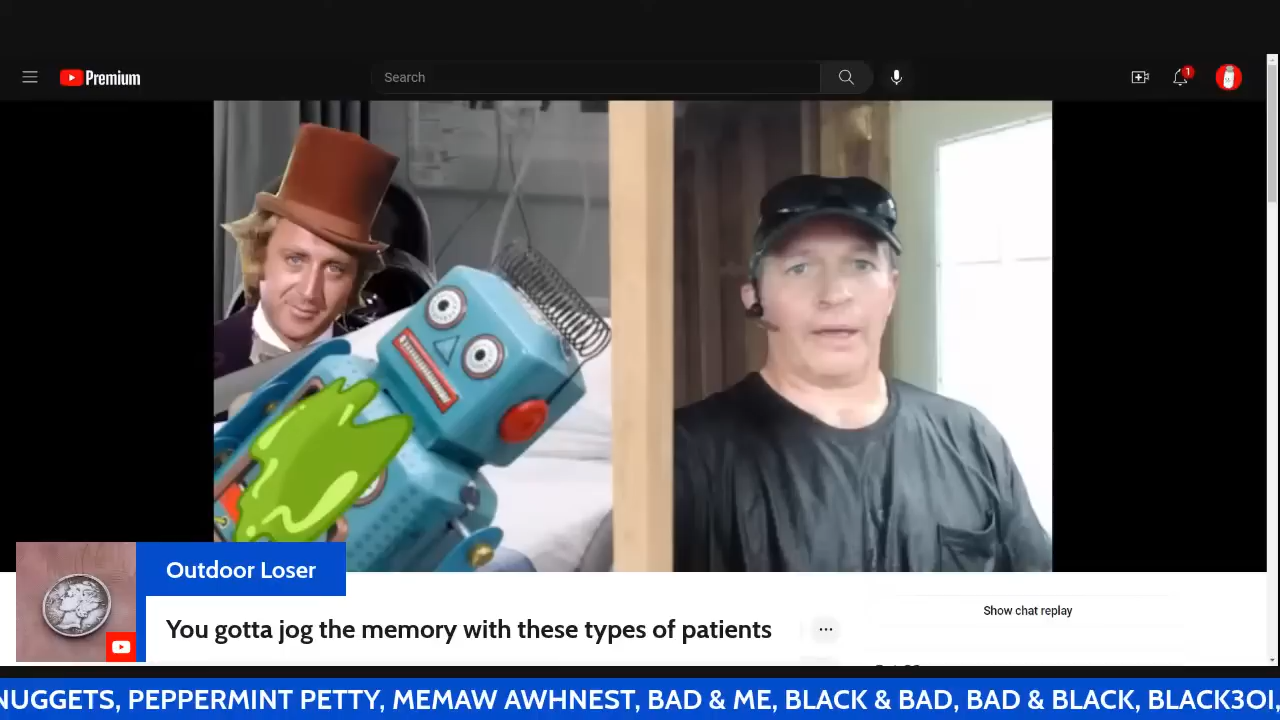 Premium
Search
1
Outdoor Loser
You gotta jog the memory with these types of patients
Show chat replay
NUGGETS, PEPPERMINT PETTY, MEMAW AWHNEST, BAD & ME, BLACK & BAD, BAD & BLACK, BLACK3OI,